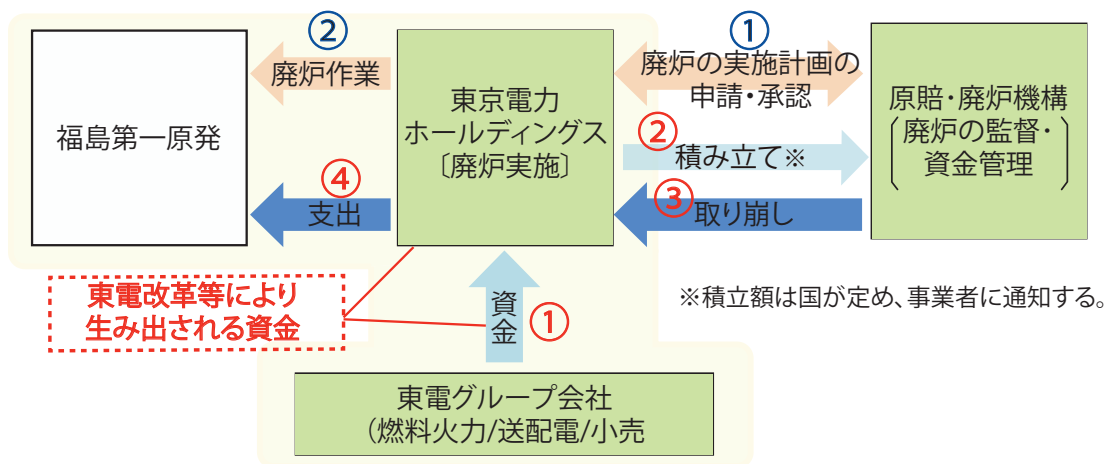 ②
廃炉作業
福島第一原発
④
支出
東京電力
ホールディングス
〔廃炉実施〕
①
廃炉の実施計画の
申請・承認
②
積み立て※
③
取り崩し
原賠・廃炉機構
廃炉の監督・
資金管理
東電改革等により
生み出される資金
資金
①
※積立額は国が定め、事業者に通知する。
東電グループ会社
(燃料火力/送配電/小売